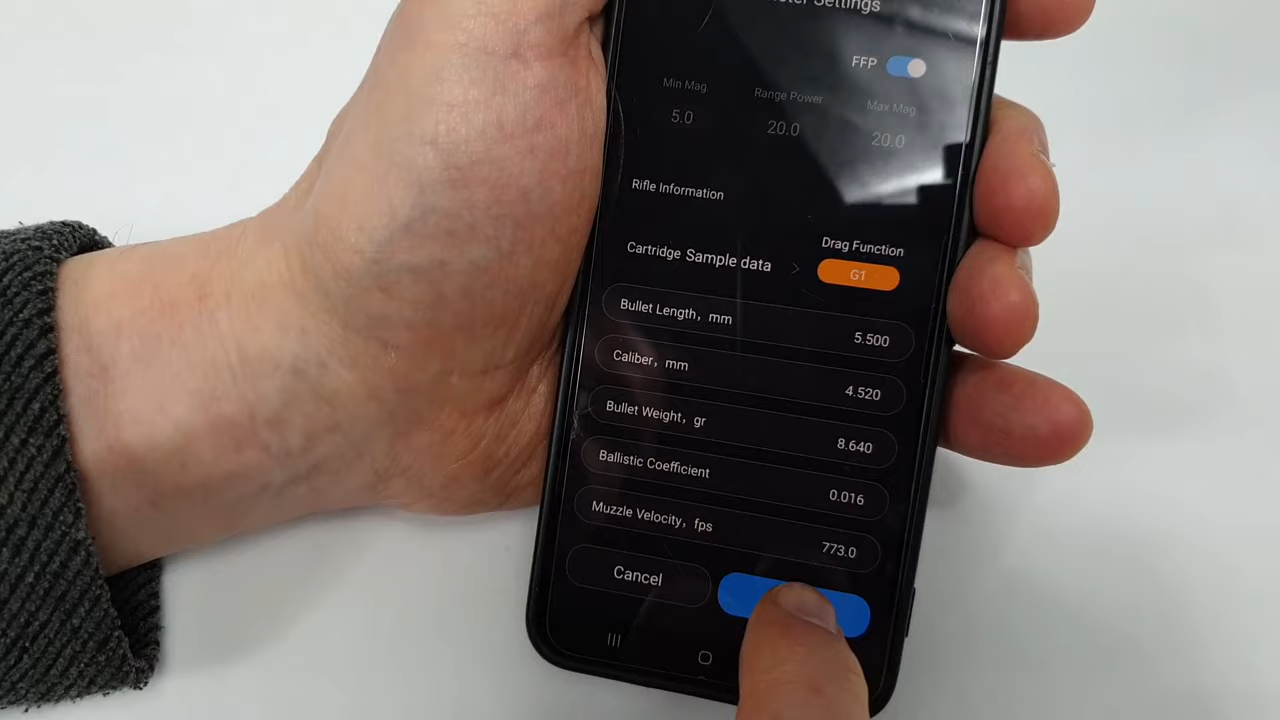 Settings
FFP
Min Mag
Range Power
Max Mag
5.0
20.0
20.0
Rifle Information
Drag Function
Cartridge Sample data >
G1
Bullet Length, mm
5.500
Caliber, mm
4.520
Bullet Weight, gr
8.640
Ballistic Coefficient
0.016
Muzzle Velocity, fps
773.0
Cancel